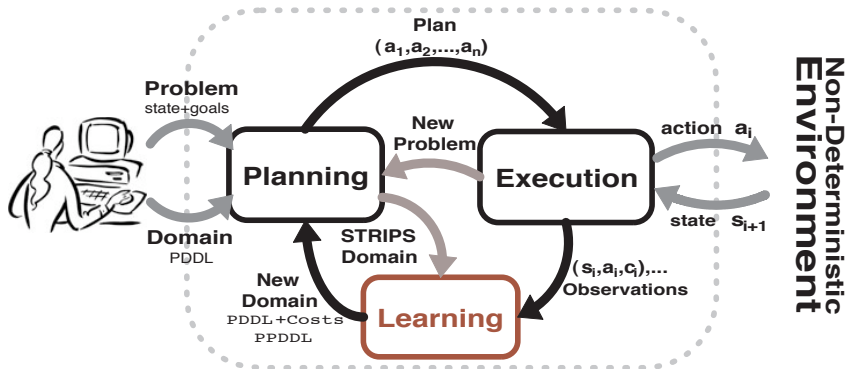 Plan
(a1,a2,...,an)
Problem
state+goals
New
Problem
action ai
Planning
Execution
Domain
PDDL
STRIPS
Domain
state si+1
(si,ai,ci),...
Observations
New
Domain
PDDL+Costs
PPDDL
Learning
Non-Deterministic
Environment